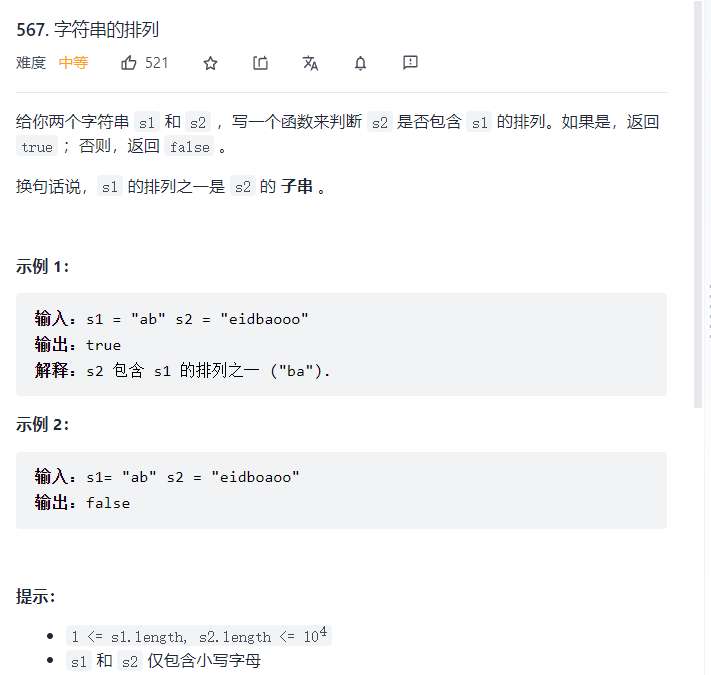 567. 字符串的排列
难度 中等 521
给你两个字符串 s1 和 s2 ，写一个函数来判断 s2 是否包含 s1 的排列。如果是，返回
true ；否则，返回 false 。
换句话说，s1 的排列之一是 s2 的 子串 。
示例 1：
输入：s1 = "ab" s2 = "eidbaooo"
输出：true
解释：s2 包含 s1 的排列之一 ("ba").
示例 2：
输入：s1= "ab" s2 = "eidboaoo"
输出：false
提示：
1 <= s1.length, s2.length <= 10⁴
s1 和 s2 仅包含小写字母